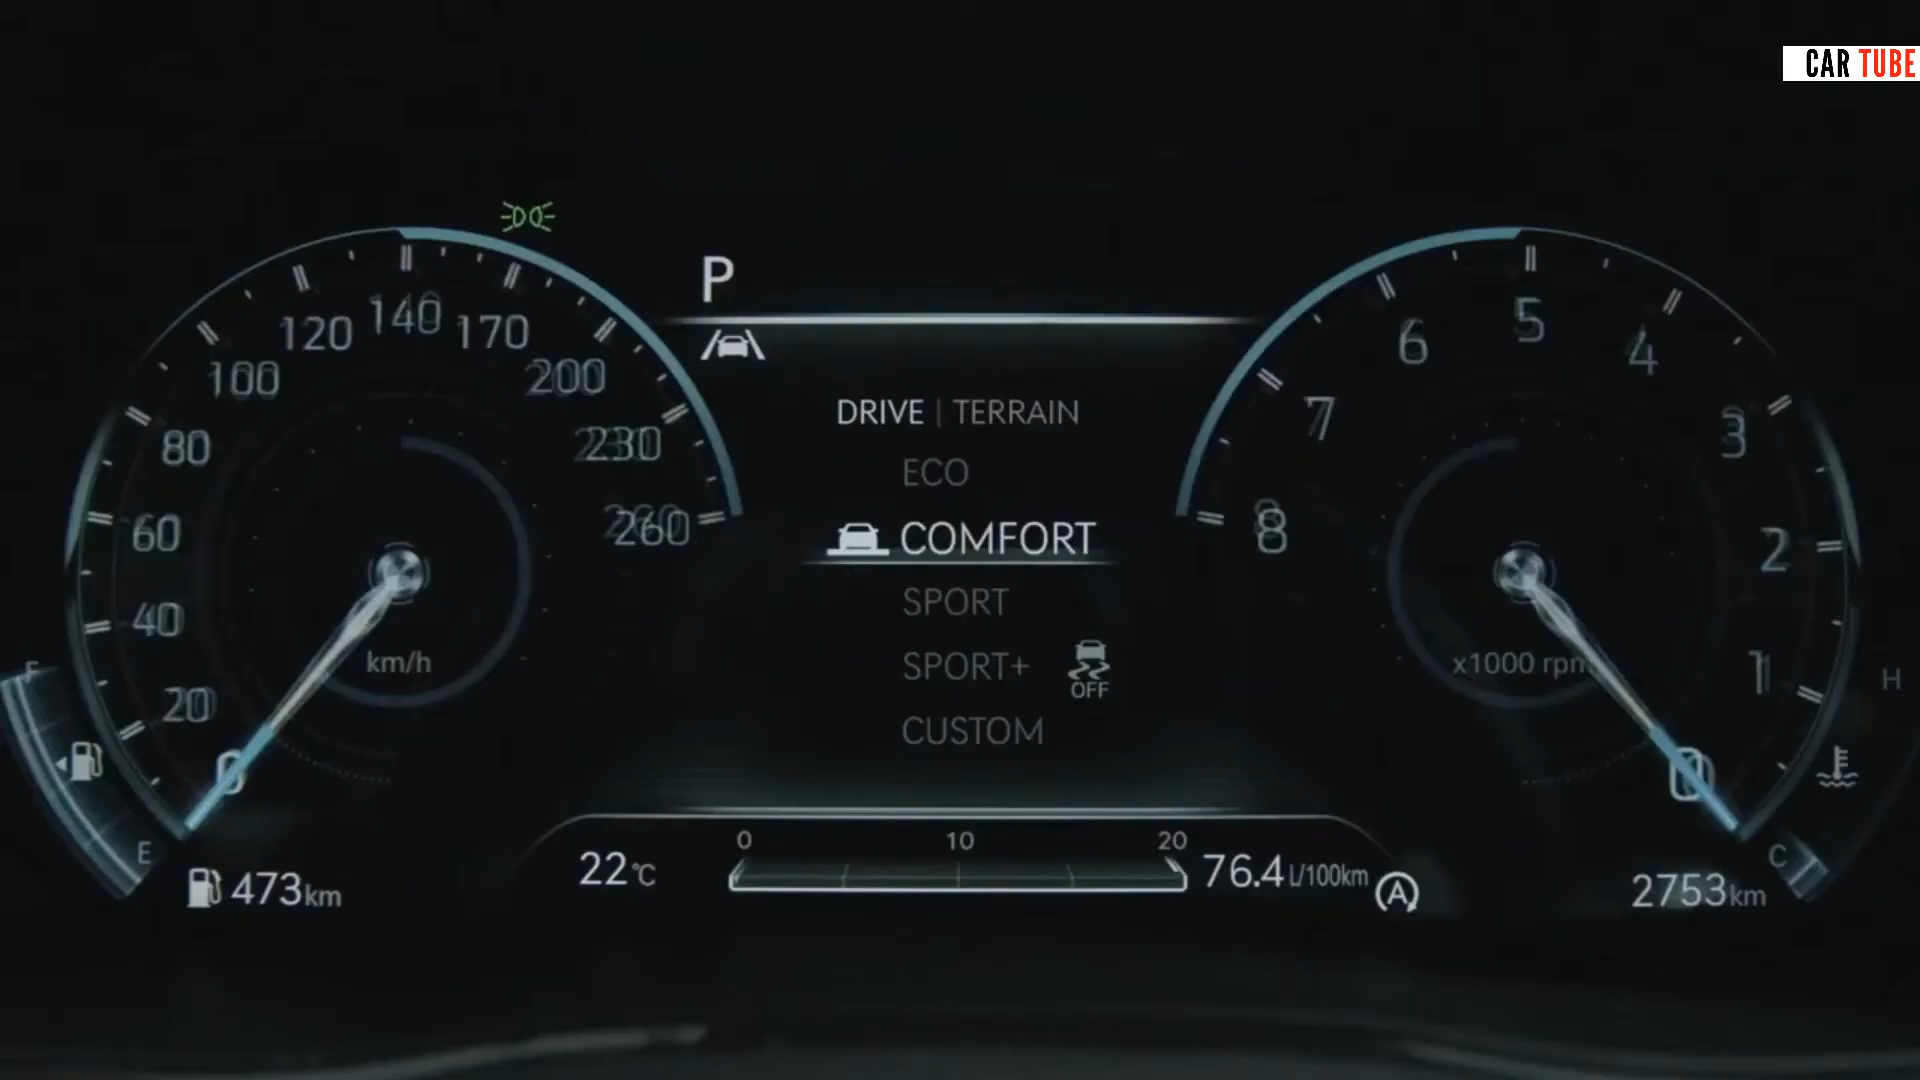 CAR TUBE
P
DRIVE | TERRAIN
ECO
COMFORT
SPORT
SPORT+
OFF
CUSTOM
0
20
40
60
80
100
120
140
170
200
230
260
km/h
8
7
6
5
4
3
2
1
0
x1000 rpm
F
E
H
C
473km
22°C
0 10 20
76.4 L/100km
A
2753km